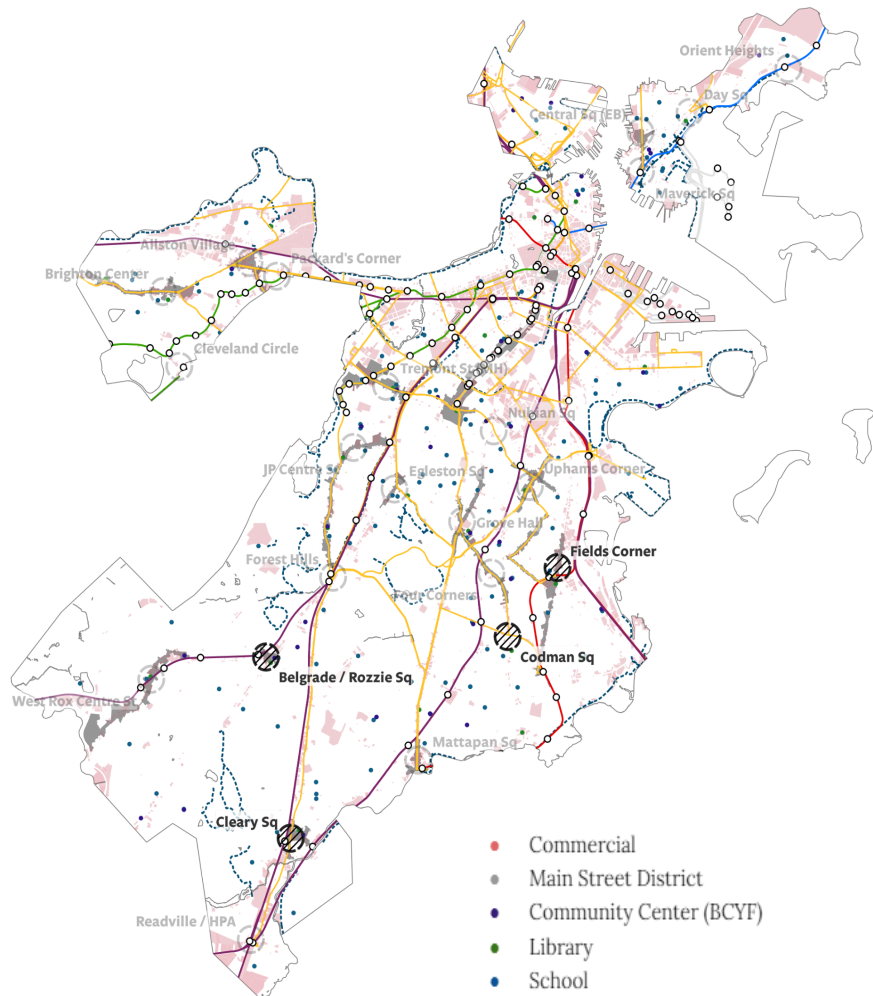 Orient Heights
Day Sq
Central Sq (EB)
Maverick Sq
Allston Village
Packard's Corner
Brighton Center
Cleveland Circle
Tremont St (MH)
Nubian Sq
JP Centre St
Egleston Sq
Uphams Corner
Grove Hall
Fields Corner
Forest Hills
Four Corners
Codman Sq
Belgrade / Rozzie Sq
West Rox Centre St
Mattapan Sq
Cleary Sq
Readville / HPA
Commercial
Main Street District
Community Center (BCYF)
Library
School